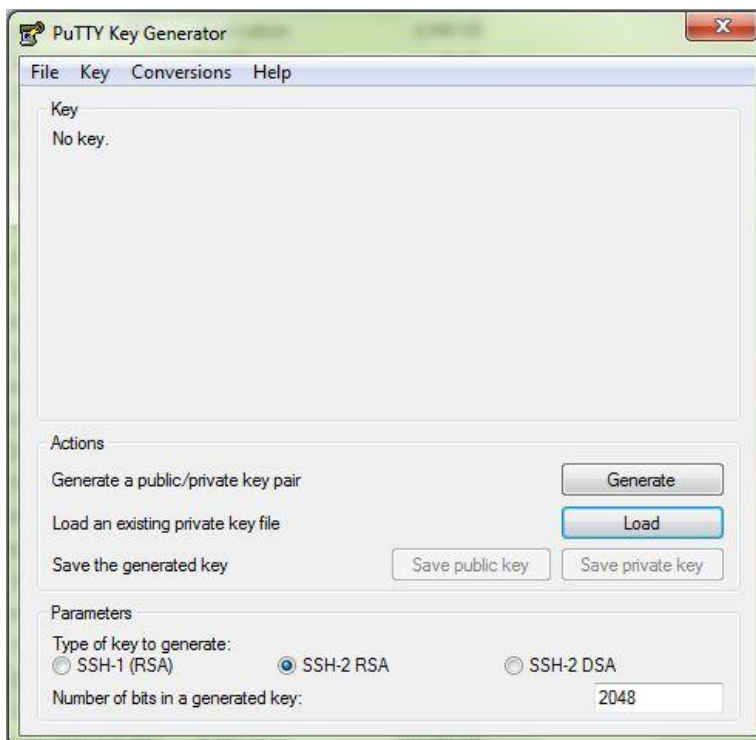 PuTTY Key Generator
File Key Conversions Help
Key
No key.
Actions
Generate a public/private key pair Generate
Load an existing private key file Load
Save the generated key Save public key Save private key
Parameters
Type of key to generate:
SSH-1 (RSA) SSH-2 RSA SSH-2 DSA
Number of bits in a generated key: 2048